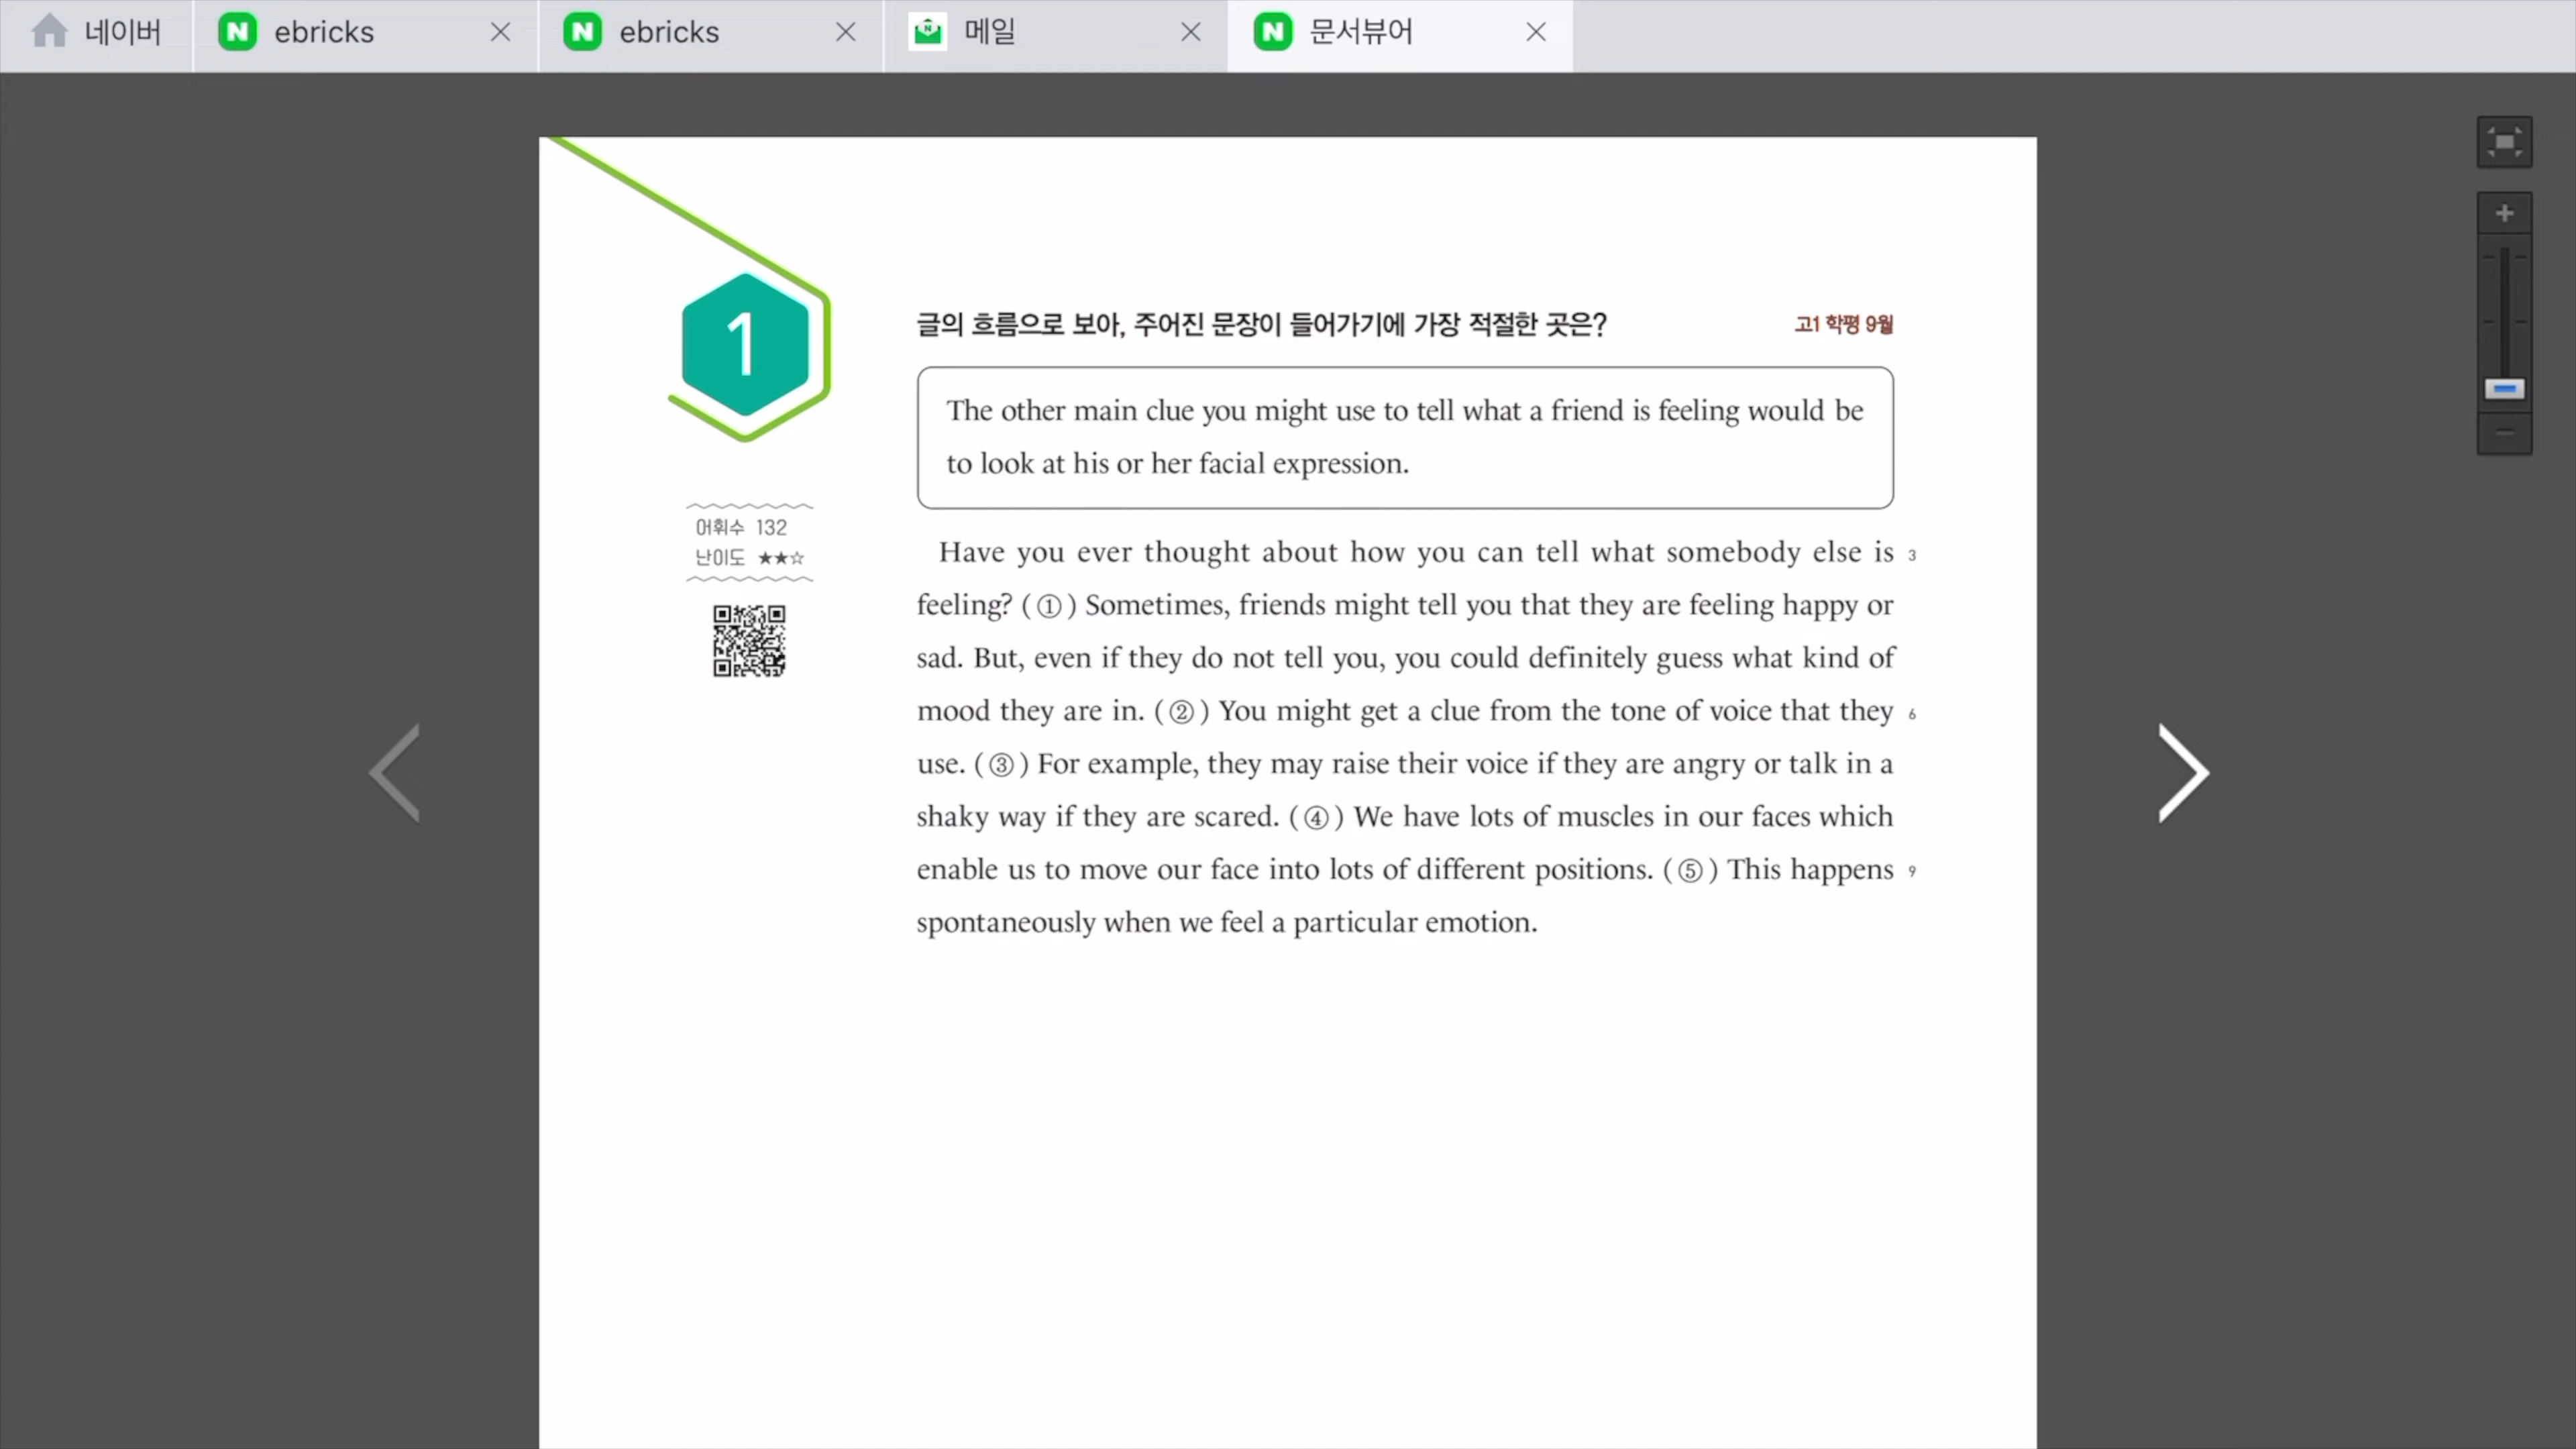 네이버
ebricks
ebricks
메일
문서뷰어
1
글의 흐름으로 보아, 주어진 문장이 들어가기에 가장 적절한 곳은?
고1 학평 9월
The other main clue you might use to tell what a friend is feeling would be
to look at his or her facial expression.
어휘수 132
난이도 ★★☆
Have you ever thought about how you can tell what somebody else is 3
feeling? ( ① ) Sometimes, friends might tell you that they are feeling happy or
sad. But, even if they do not tell you, you could definitely guess what kind of
mood they are in. ( ② ) You might get a clue from the tone of voice that they 6
use. ( ③ ) For example, they may raise their voice if they are angry or talk in a
shaky way if they are scared. ( ④ ) We have lots of muscles in our faces which
enable us to move our face into lots of different positions. ( ⑤ ) This happens 9
spontaneously when we feel a particular emotion.